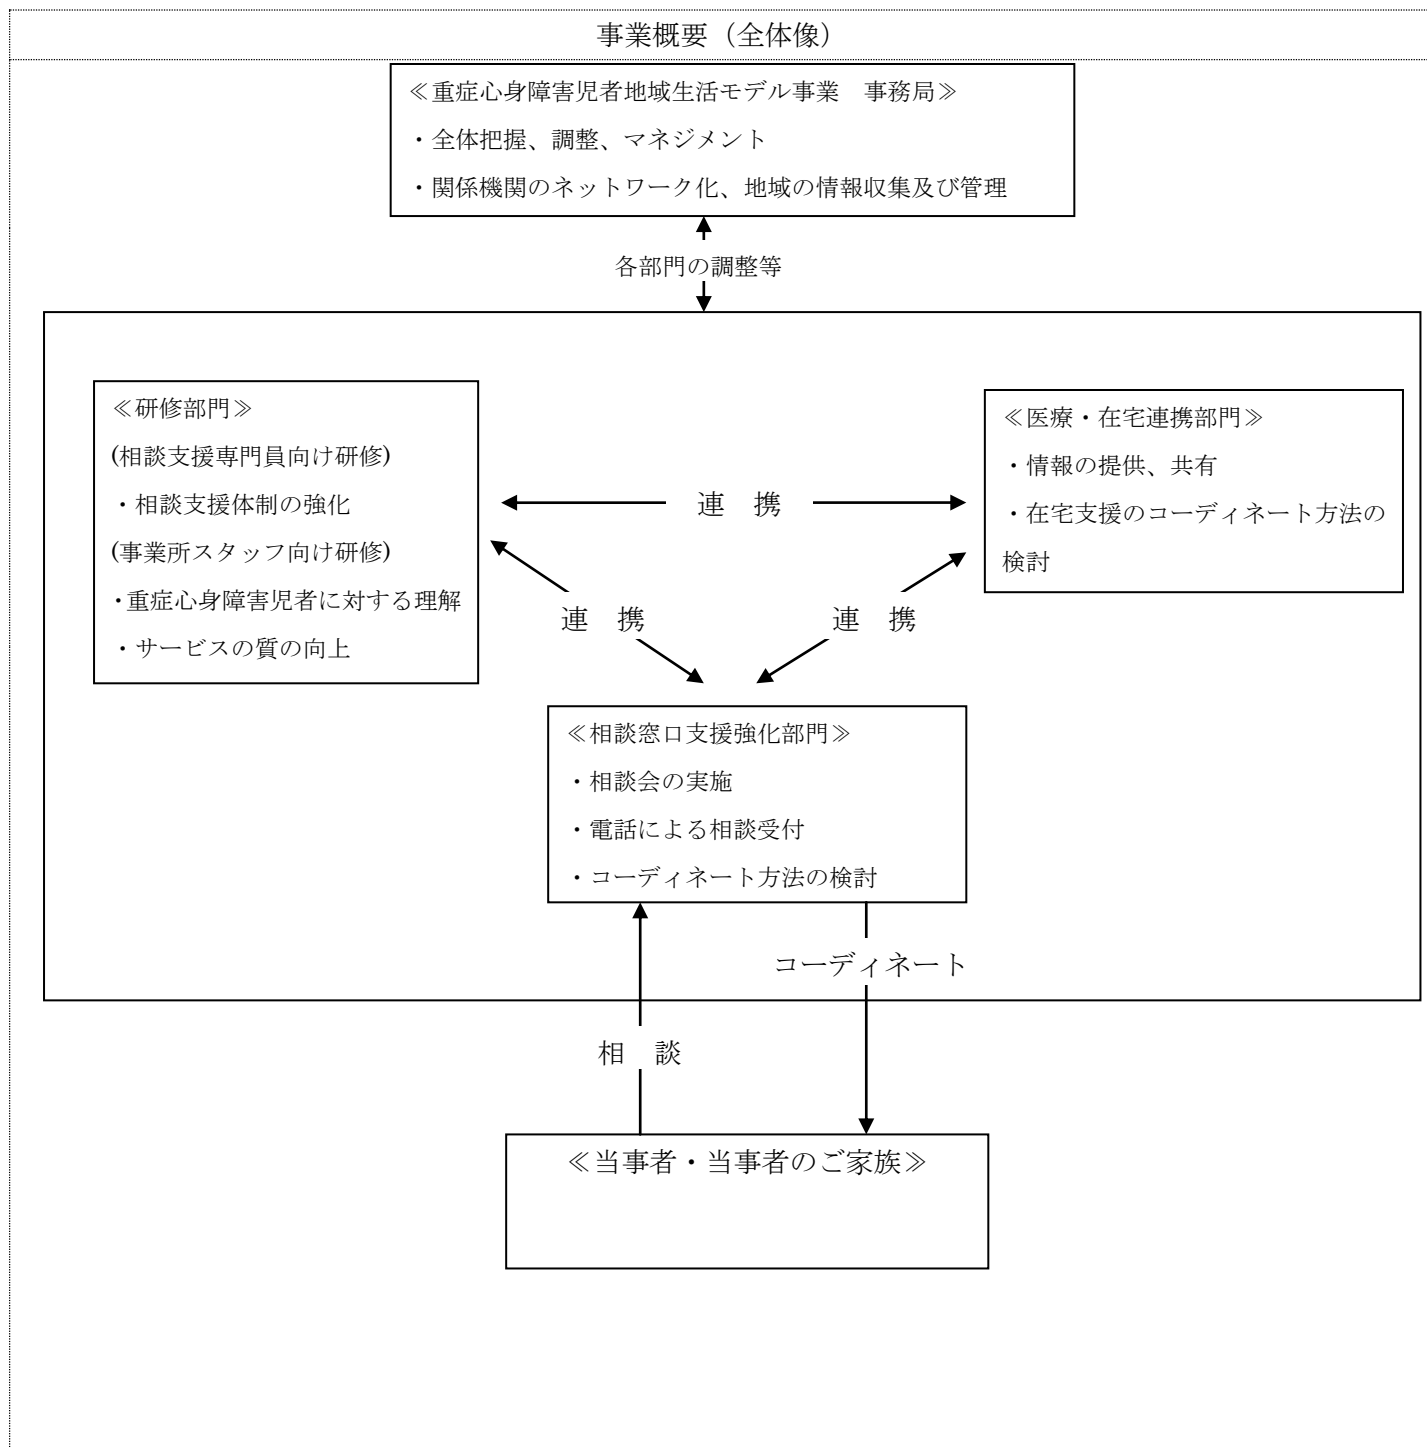 事業概要（全体像）
≪重症心身障害児者地域生活モデル事業　事務局≫
・全体把握、調整、マネジメント
・関係機関のネットワーク化、地域の情報収集及び管理
各部門の調整等
≪研修部門≫
(相談支援専門員向け研修)
・相談支援体制の強化
(事業所スタッフ向け研修)
・重症心身障害児者に対する理解
・サービスの質の向上
連　携
≪医療・在宅連携部門≫
・情報の提供、共有
・在宅支援のコーディネート方法の
検討
連　携
連　携
≪相談窓口支援強化部門≫
・相談会の実施
・電話による相談受付
・コーディネート方法の検討
コーディネート
相　談
≪当事者・当事者のご家族≫